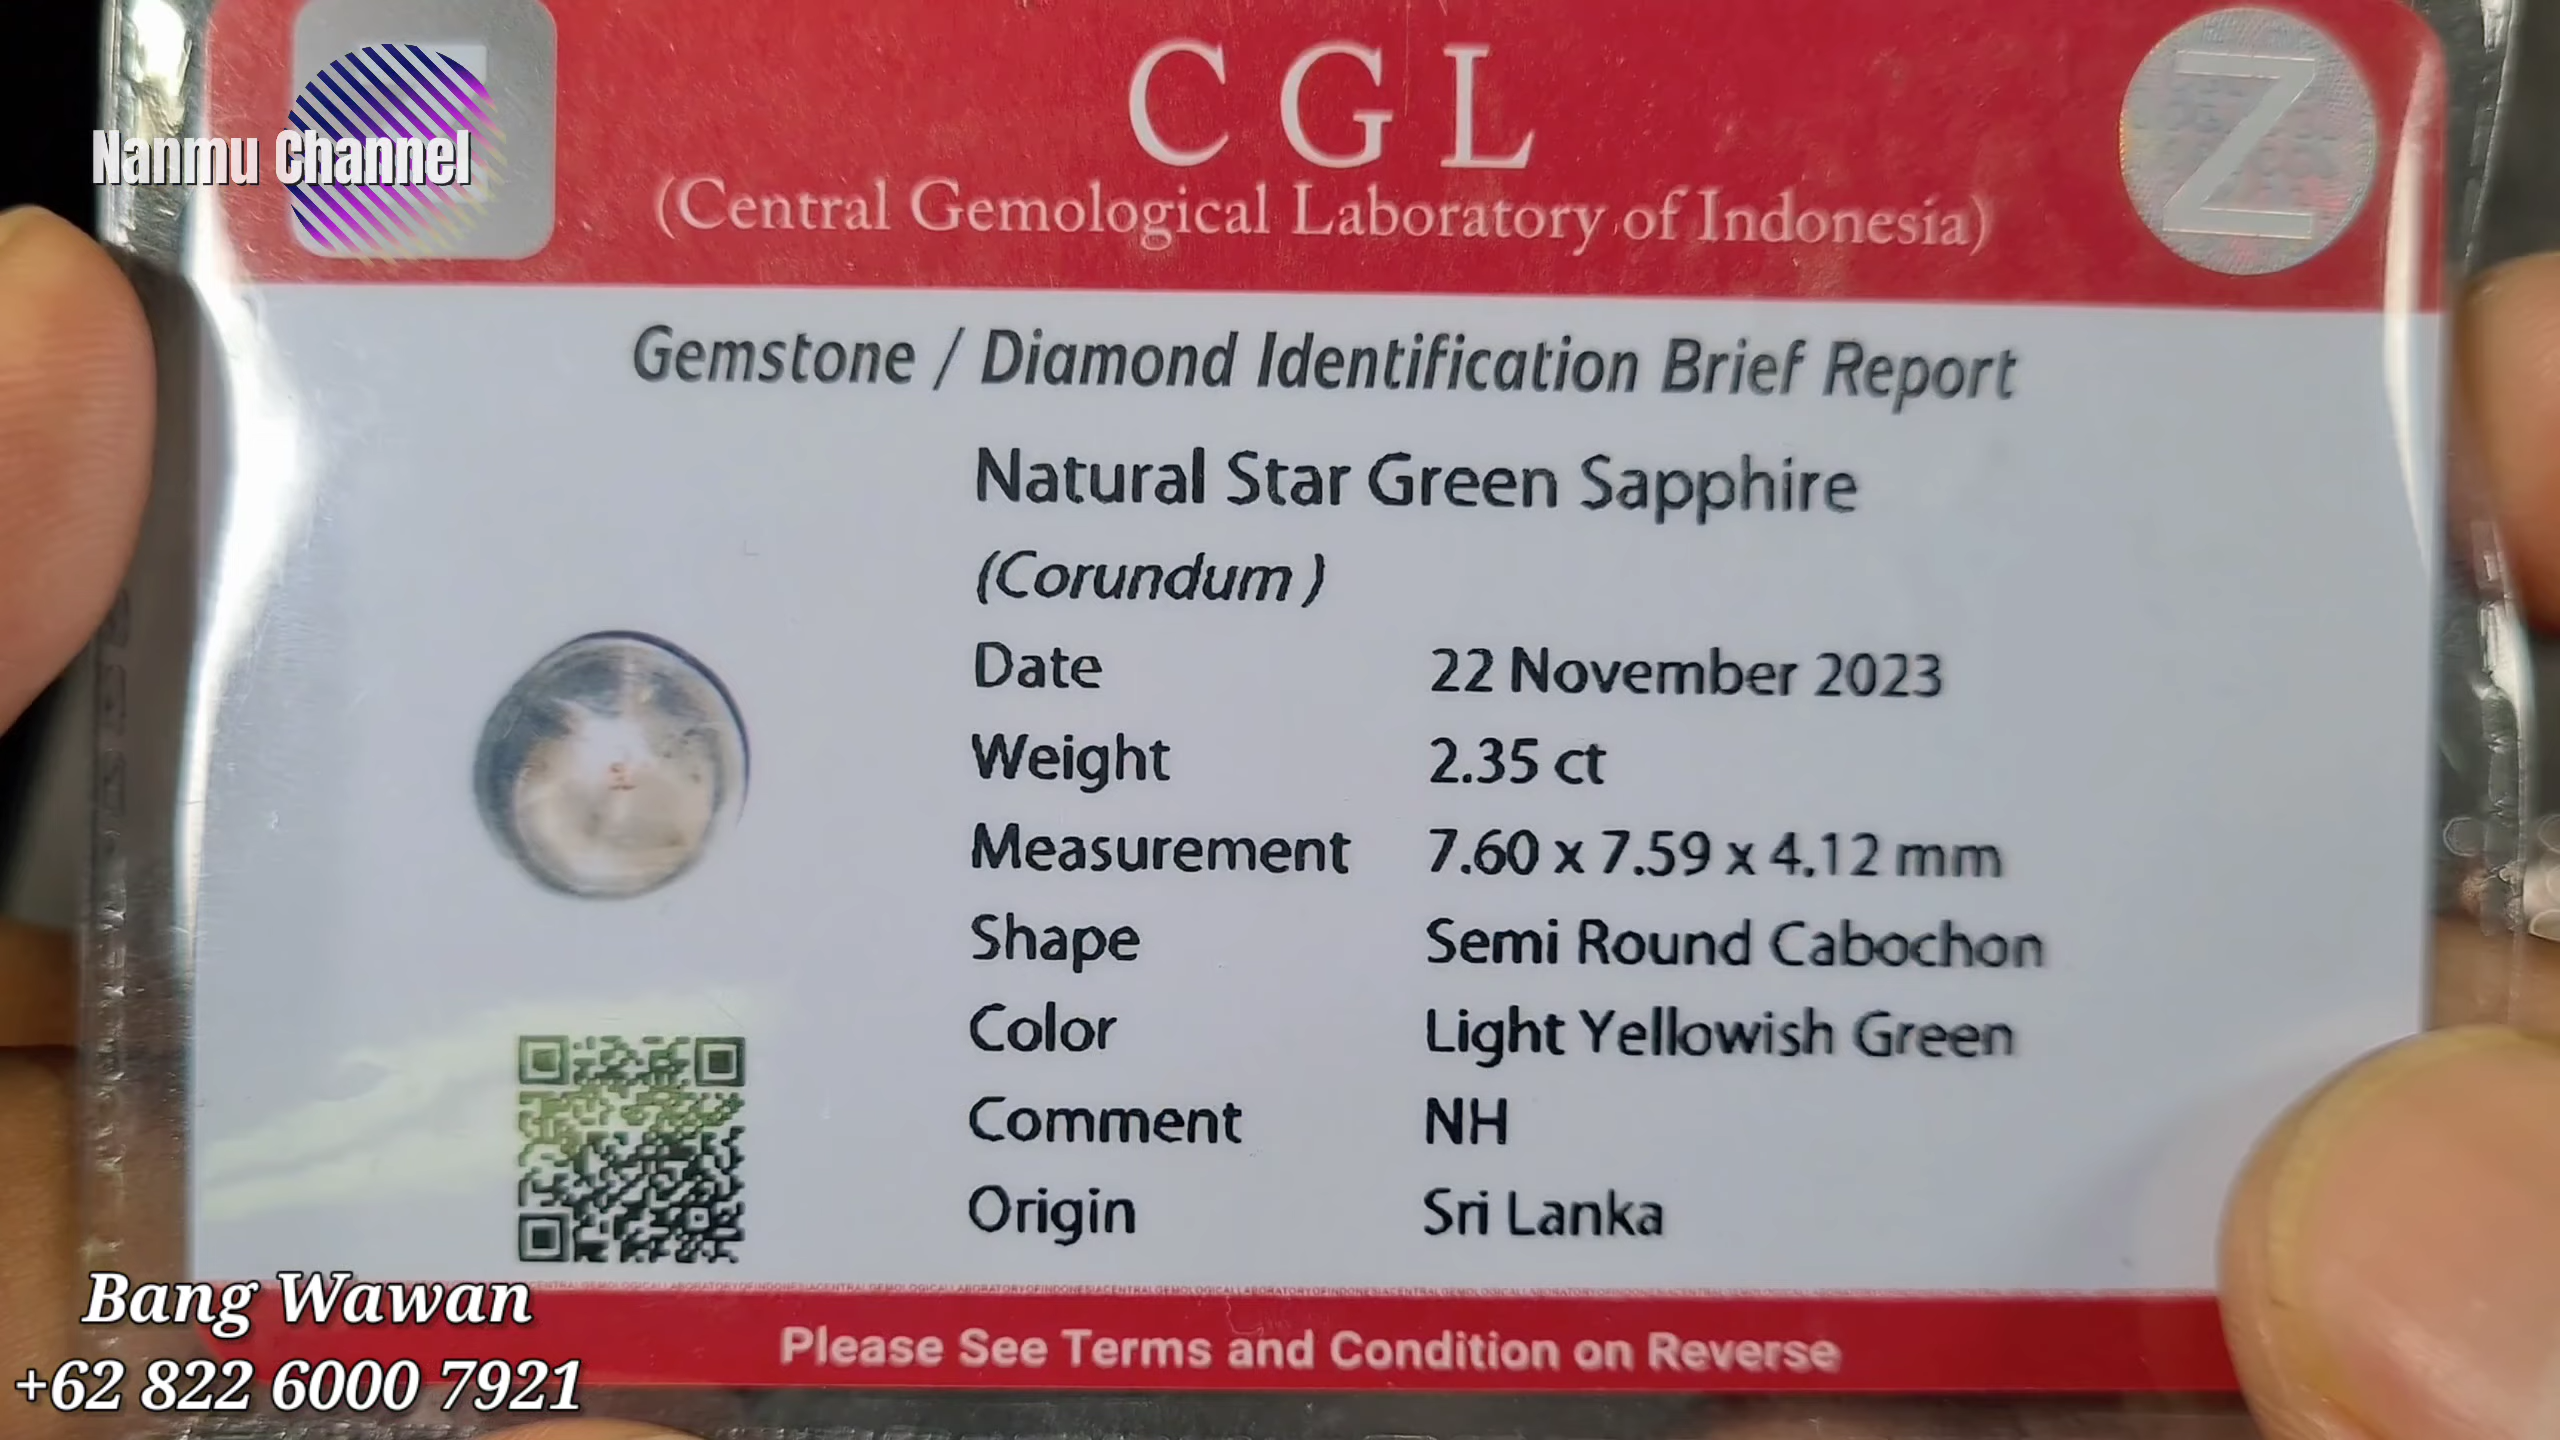 CGL
Z
Nanmu Channel
(Central Gemological Laboratory of Indonesia)
Gemstone / Diamond Identification Brief Report
Natural Star Green Sapphire
(Corundum)
Date 22 November 2023
Weight 2.35 ct
Measurement 7.60 x 7.59 x 4.12 mm
Shape Semi Round Cabochon
Color Light Yellowish Green
Comment NH
Origin Sri Lanka
Please See Terms and Condition on Reverse
Bang Wawan
+62 822 6000 7921